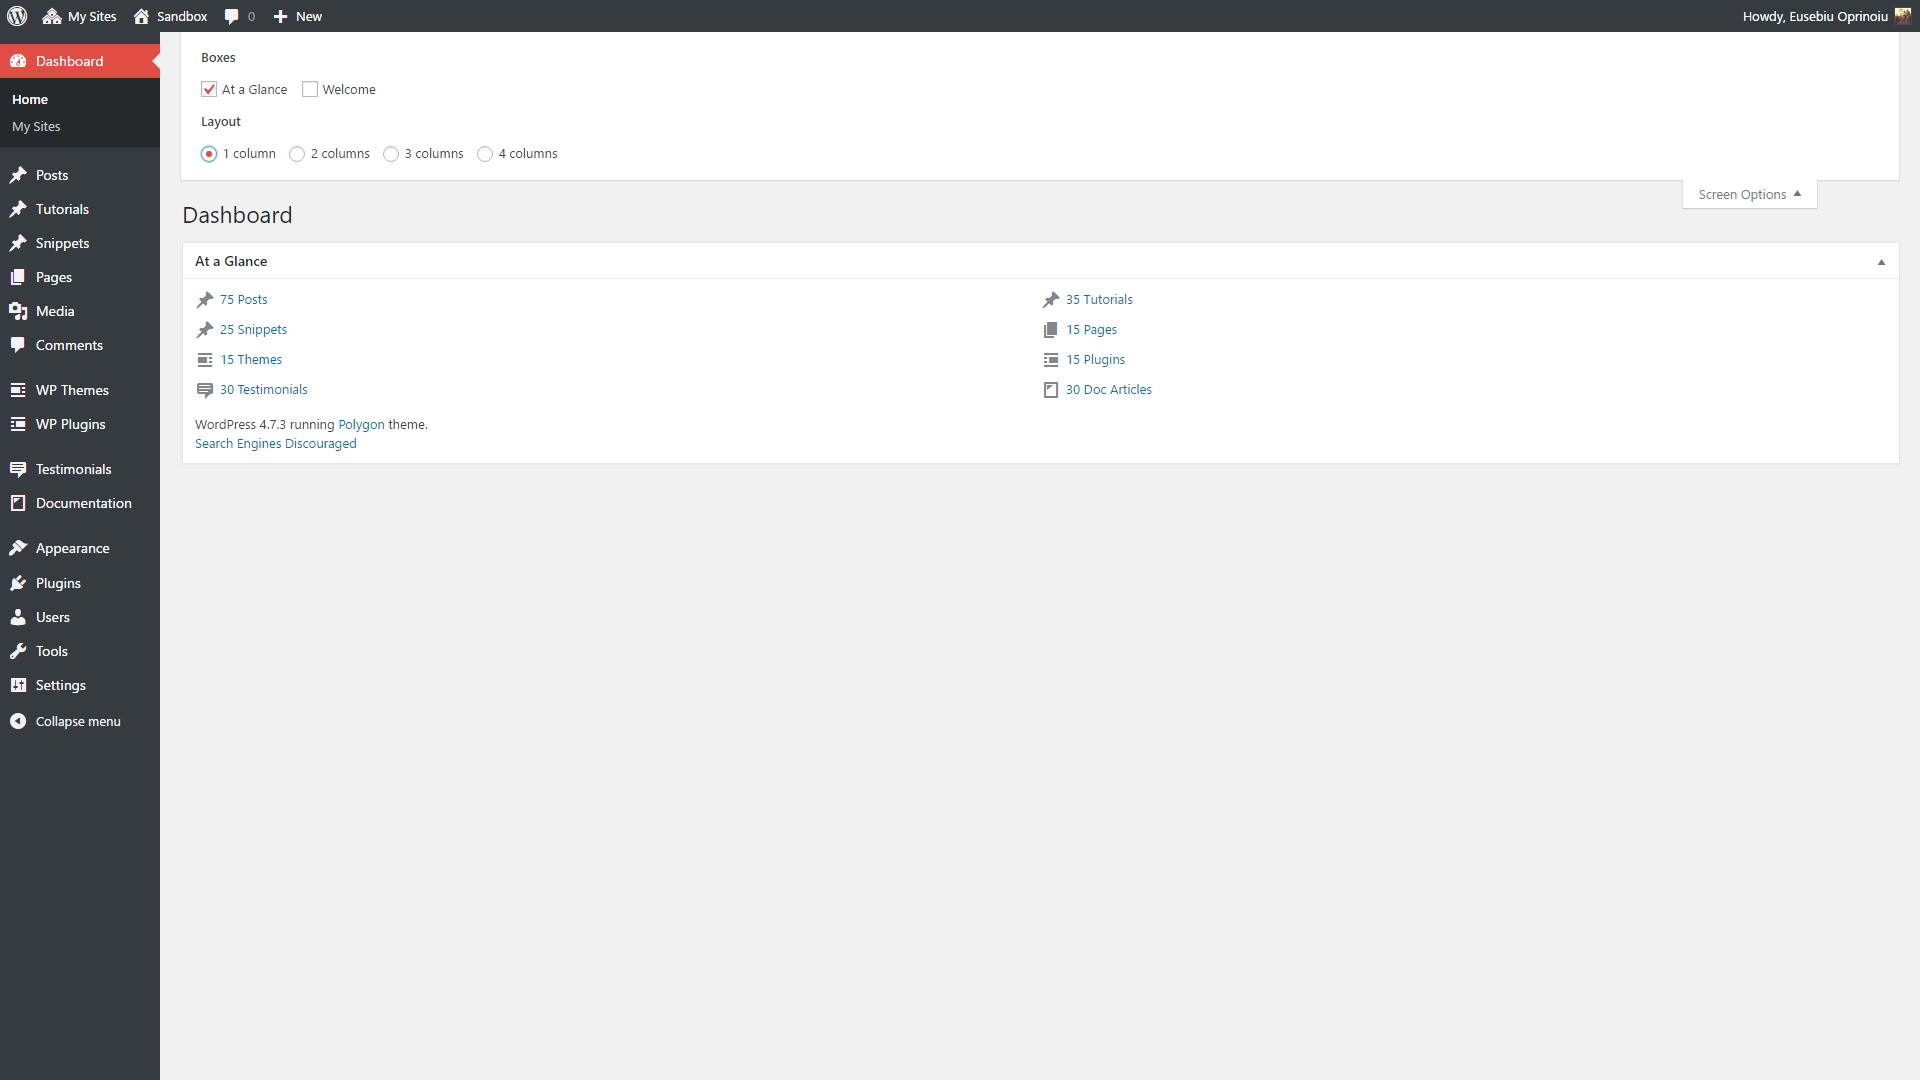 My Sites Sandbox 0 New Howdy, Eusebiu Oprinoiu
Dashboard
Home
My Sites
Posts
Tutorials
Snippets
Pages
Media
Comments
WP Themes
WP Plugins
Testimonials
Documentation
Appearance
Plugins
Users
Tools
Settings
Collapse menu
Boxes
At a Glance Welcome
Layout
1 column 2 columns 3 columns 4 columns
Screen Options
Dashboard
At a Glance
75 Posts 35 Tutorials
25 Snippets 15 Pages
15 Themes 15 Plugins
30 Testimonials 30 Doc Articles
WordPress 4.7.3 running Polygon theme.
Search Engines Discouraged